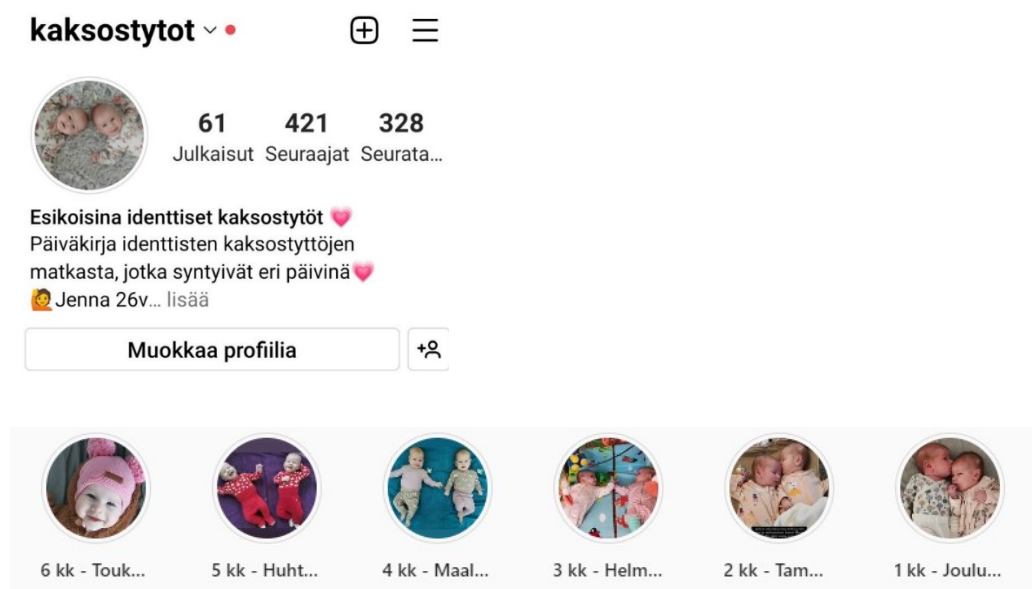 kaksostytot
61 421 328
Julkaisut Seuraajat Seurata...
Esikoisina identtiset kaksostytöt 💗
Päiväkirja identtisten kaksostyttöjen
matkasta, jotka syntyivät eri päivinä💗
🙋Jenna 26v... lisää
Muokkaa profiilia
6 kk - Touk... 5 kk - Huht... 4 kk - Maal... 3 kk - Helm... 2 kk - Tam... 1 kk - Joulu...